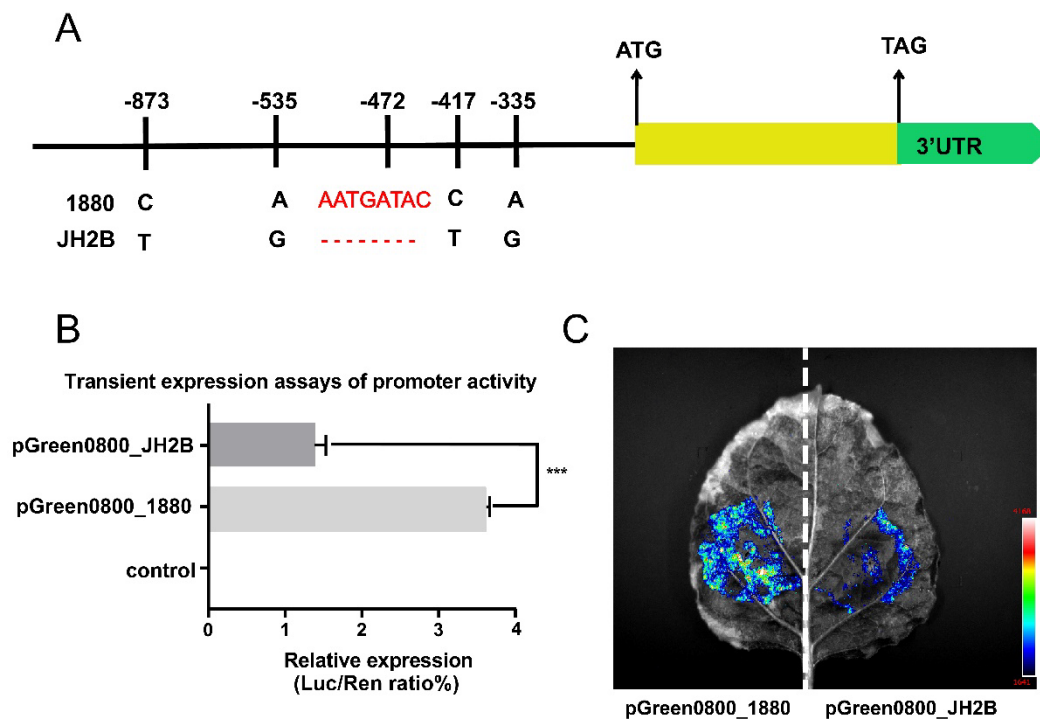 A
ATG
TAG
-873 -535 -472 -417 -335
3'UTR
1880 C A AATGATAC C A
JH2B T G - - - - - - - - T G
B
Transient expression assays of promoter activity
pGreen0800_JH2B
***
pGreen0800_1880
control
0 1 2 3 4
Relative expression
(Luc/Ren ratio%)
C
1641
pGreen0800_1880 pGreen0800_JH2B